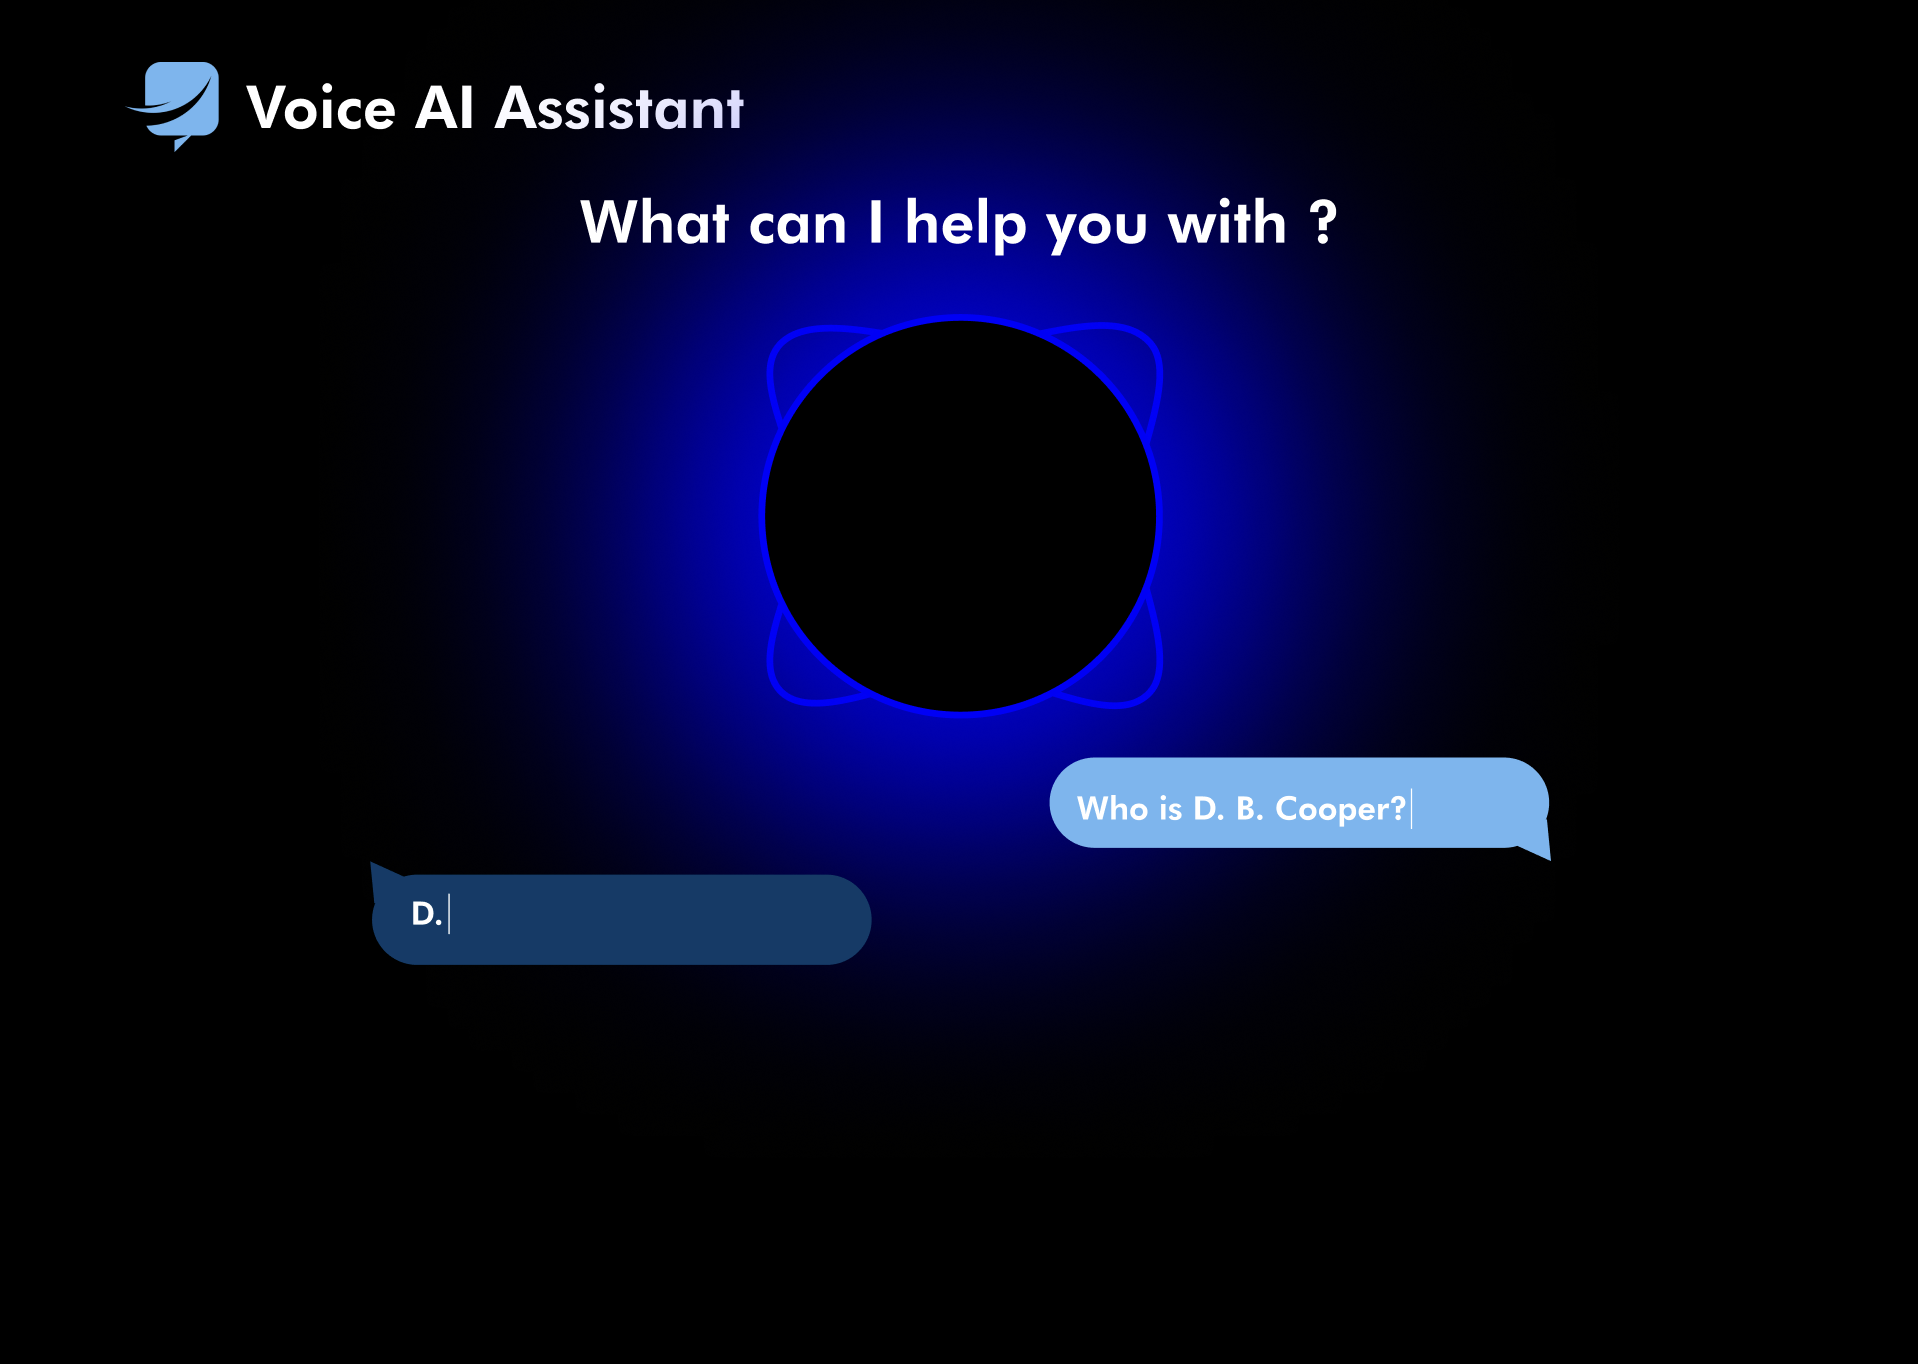 Voice AI Assistant
What can I help you with ?
Who is D. B. Cooper?
D.